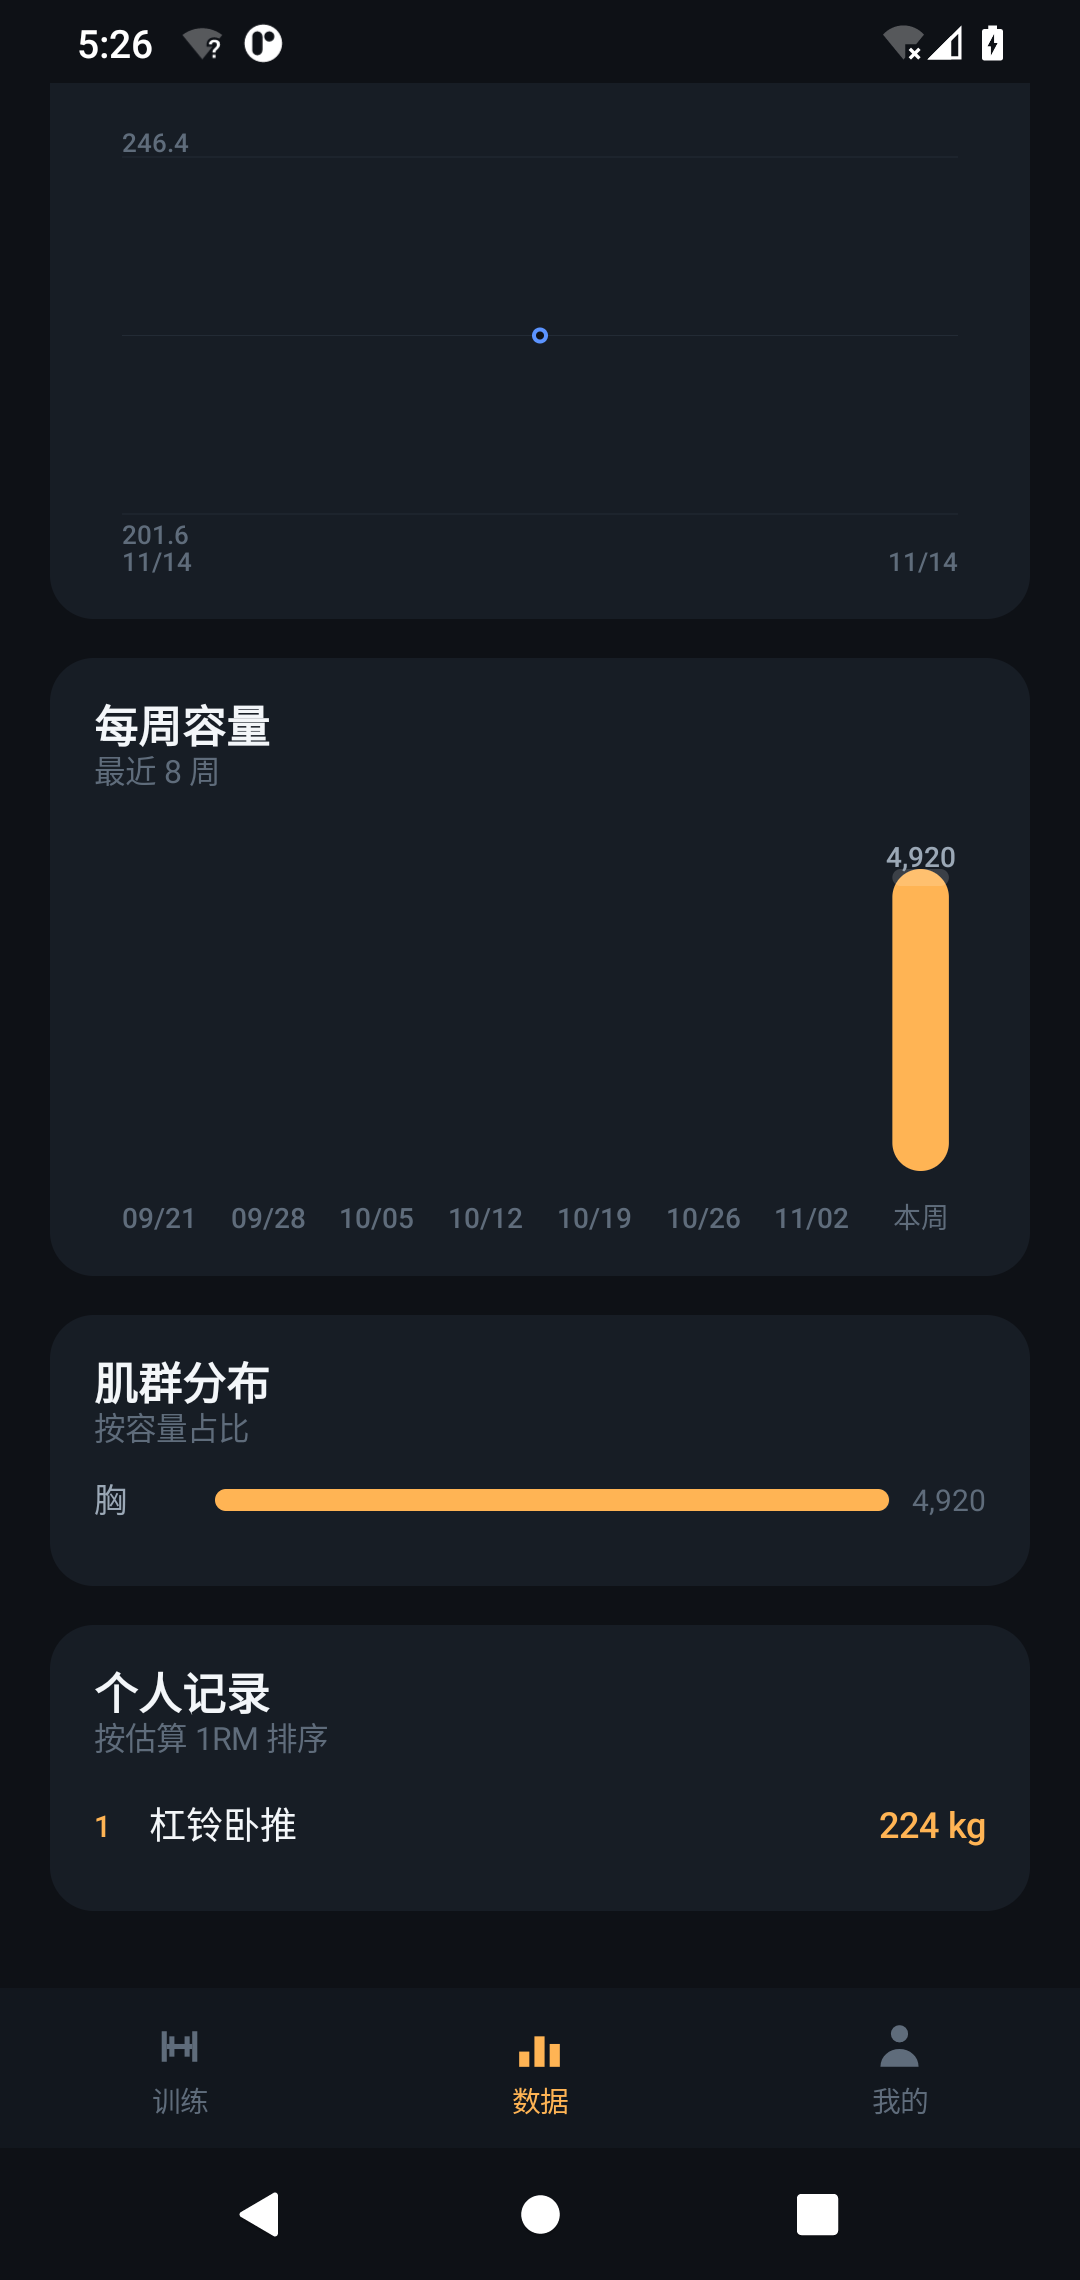 5:26
246.4
201.6
11/14 11/14
每周容量
最近 8 周
4,920
09/21 09/28 10/05 10/12 10/19 10/26 11/02 本周
肌群分布
按容量占比
胸 4,920
个人记录
按估算 1RM 排序
1 杠铃卧推 224 kg
训练 数据 我的